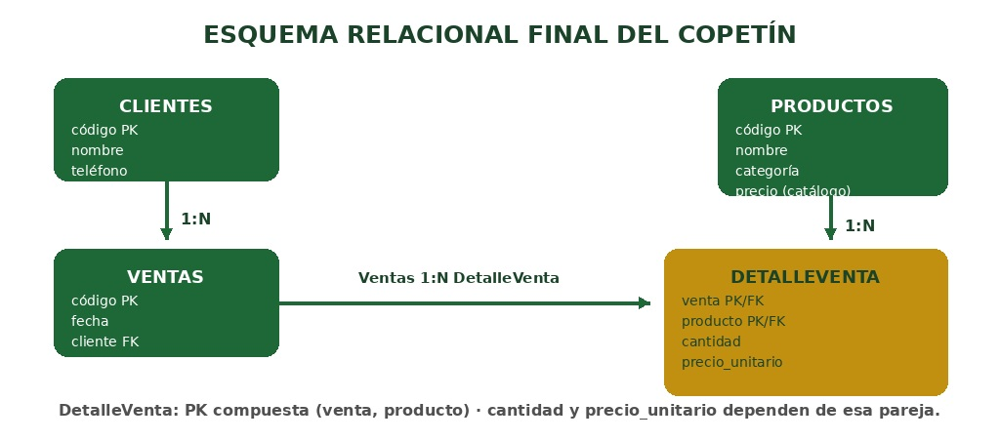 ESQUEMA RELACIONAL FINAL DEL COPETÍN
CLIENTES
código PK
nombre
teléfono
PRODUCTOS
código PK
nombre
categoría
precio (catálogo)
1:N
1:N
VENTAS
código PK
fecha
cliente FK
Ventas 1:N DetalleVenta
DETALLEVENTA
venta PK/FK
producto PK/FK
cantidad
precio_unitario
DetalleVenta: PK compuesta (venta, producto) · cantidad y precio_unitario dependen de esa pareja.